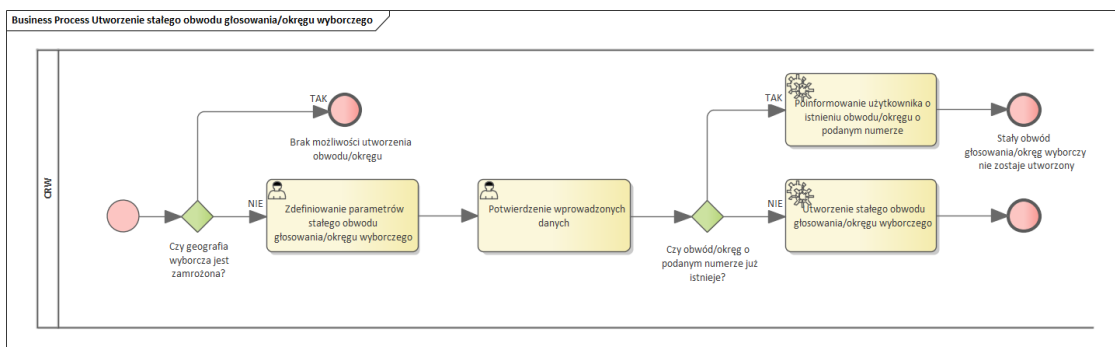 Business Process Utworzenie stałego obwodu głosowania/okręgu wyborczego
CRW
TAK
Brak możliwości utworzenia
obwodu/okręgu
Czy geografia
wyborcza jest
zamrożona?
NIE
Zdefiniowanie parametrów
stałego obwodu
głosowania/okręgu wyborczego
Potwierdzenie wprowadzonych
danych
Czy obwód/okręg o
podanym numerze już
istnieje?
TAK
Poinformowanie użytkownika o
istnieniu obwodu/okręgu o
podanym numerze
Stały obwód
głosowania/okręg wyborczy
nie zostaje utworzony
NIE
Utworzenie stałego obwodu
głosowania/okręgu wyborczego